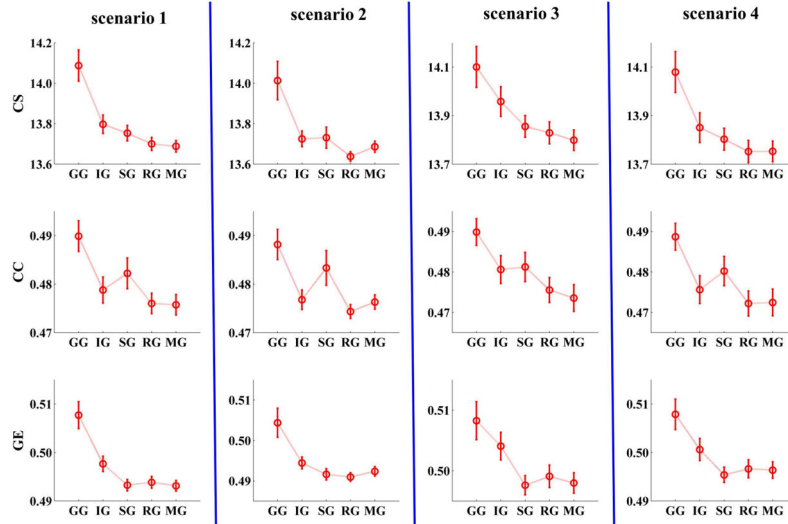 scenario 1 scenario 2 scenario 3 scenario 4
CS
14.2 14.2
14.0 14.0 14.1 14.1
13.8 13.8 13.9 13.9
13.6 13.6 13.7 13.7
GG IG SG RG MG GG IG SG RG MG GG IG SG RG MG GG IG SG RG MG
CC
0.49 0.49 0.49 0.49
0.48 0.48 0.48 0.48
0.47 0.47 0.47 0.47
GG IG SG RG MG GG IG SG RG MG GG IG SG RG MG GG IG SG RG MG
GE
0.51 0.51 0.51 0.51
0.50 0.50 0.50 0.50
0.49 0.49 0.49
GG IG SG RG MG GG IG SG RG MG GG IG SG RG MG GG IG SG RG MG